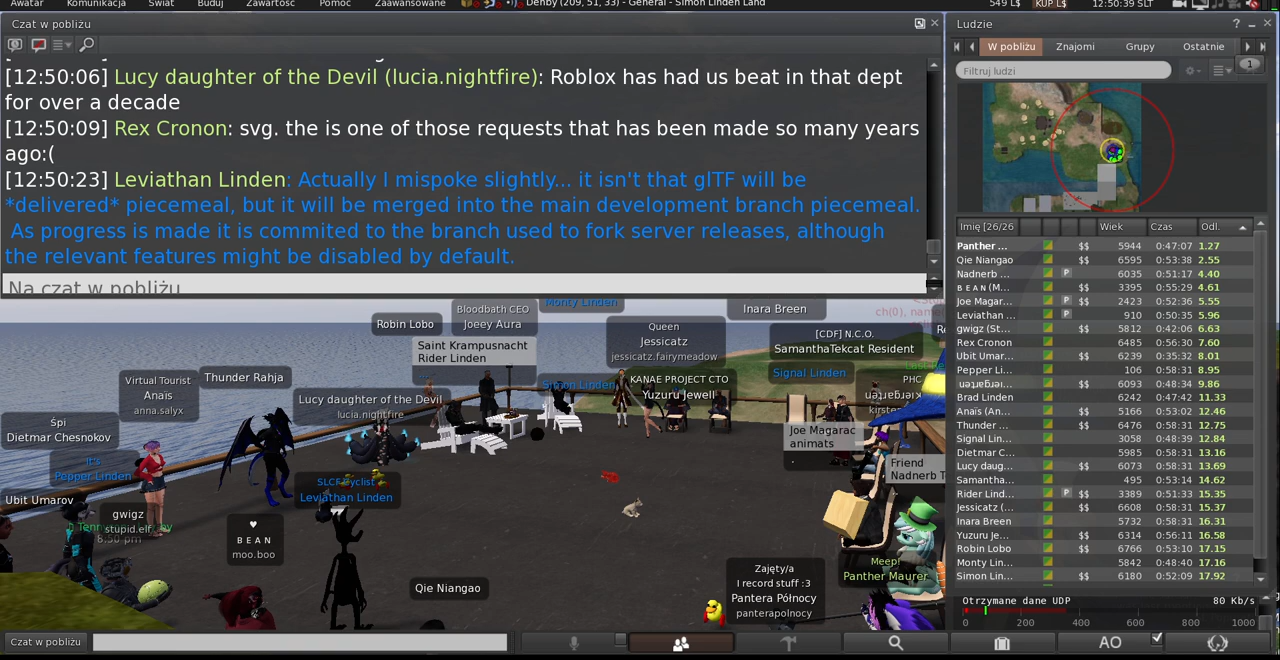 Awatar Komunikacja Świat Buduj Zawartość Pomoc Zaawansowane Denby (209, 51, 33) - General - Simon Linden Land 549 L$ KUP L$ 12:50:39 SLT
Czat w pobliżu
[12:50:06] Lucy daughter of the Devil (lucia.nightfire): Roblox has had us beat in that dept
for over a decade
[12:50:09] Rex Cronon: svg. the is one of those requests that has been made so many years
ago:(
[12:50:23] Leviathan Linden: Actually I mispoke slightly... it isn't that glTF will be
*delivered* piecemeal, but it will be merged into the main development branch piecemeal.
As progress is made it is commited to the branch used to fork server releases, although
the relevant features might be disabled by default.
Na czat w pobliżu
Monty Linden
Bloodbath CEO
Joeey Aura
Robin Lobo
Inara Breen
ch(0), name
Saint Krampusnacht
Rider Linden
...
Queen
Jessicatz
jessicatz.fairymeadow
[CDF] N.C.O.
SamanthaTekcat Resident
Signal Linden
PHC
Simon Linden
KANAE PROJECT CTO
Yuzuru Jewell
Thunder Rahja
Virtual Tourist
Anaïs
anna.salyx
Lucy daughter of the Devil
lucia.nightfire
Śpi
Dietmar Chesnokov
Joe Magarac
animats
.
It's
Pepper Linden
Friend
Nadnerb T
SLCF Cyclist
Leviathan Linden
Ubit Umarov
gwigz
stupid.elf
8:50 pm
♥
ʙ ᴇ ᴀ ɴ
moo.boo
Meep!
Panther Maurer
Zajęty/a
I record stuff :3
Pantera Północy
panterapolnocy
Qie Niangao
Czat w pobliżu
Ludzie
W pobliżu Znajomi Grupy Ostatnie
Filtruj ludzi
1
Imię [26/26 Wiek Czas Odl.
Panther ... $$ 5944 0:47:07 1.27
Qie Niangao $$ 6595 0:53:38 2.55
Nadnerb ... P 6035 0:51:17 4.40
ʙ ᴇ ᴀ ɴ (M... $$ 3395 0:55:29 4.61
Joe Magar... P $$ 2423 0:52:36 5.55
Leviathan ... P 910 0:50:35 5.96
gwigz (St... $$ 5812 0:42:06 6.63
Rex Cronon 6485 0:56:30 7.60
Ubit Umar... $$ 6239 0:35:32 8.01
Pepper Li... 106 0:58:31 8.95
$$ 6093 0:48:34 9.86
Brad Linden 6242 0:47:42 11.33
Anaïs (An... $$ 5166 0:53:02 12.46
Thunder ... $$ 6476 0:58:31 12.75
Signal Lin... 3058 0:48:39 12.84
Dietmar C... 5985 0:58:31 13.16
Lucy daug... $$ 6073 0:58:31 13.69
Samantha... 495 0:53:14 14.62
Rider Lind... P $$ 3389 0:51:33 15.35
Jessicatz (... $$ 6608 0:58:31 15.37
Inara Breen 5732 0:58:31 16.31
Yuzuru Je... $$ 6314 0:56:11 16.58
Robin Lobo $$ 6766 0:53:10 17.15
Monty Lin... 5842 0:48:40 17.16
Simon Lin... $$ 6180 0:52:09 17.92
Otrzymane dane UDP 80 Kb/s
0 200 400 600 800 1000
AO